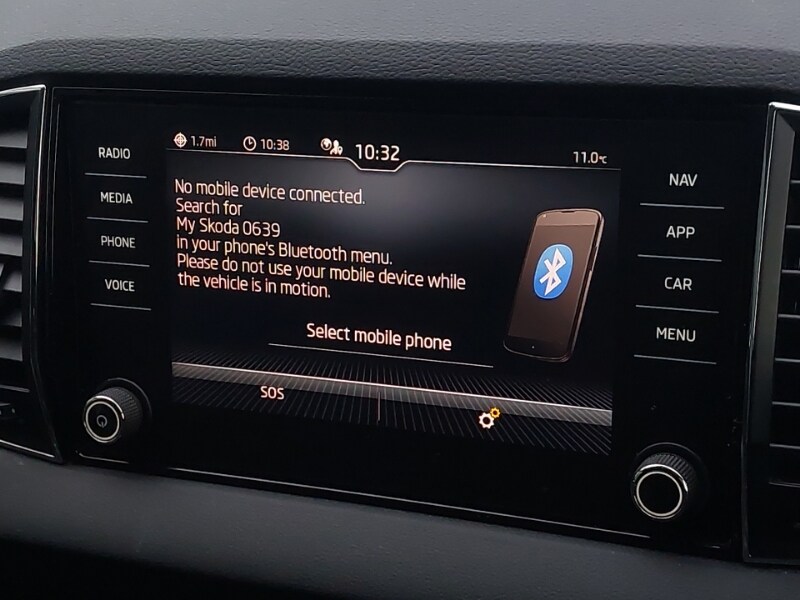 1.7mi 10:38 10:32 11.0°C
RADIO
MEDIA
PHONE
VOICE
No mobile device connected.
Search for
My Skoda 0639
in your phone's Bluetooth menu.
Please do not use your mobile device while
the vehicle is in motion.
Select mobile phone
SOS
NAV
APP
CAR
MENU